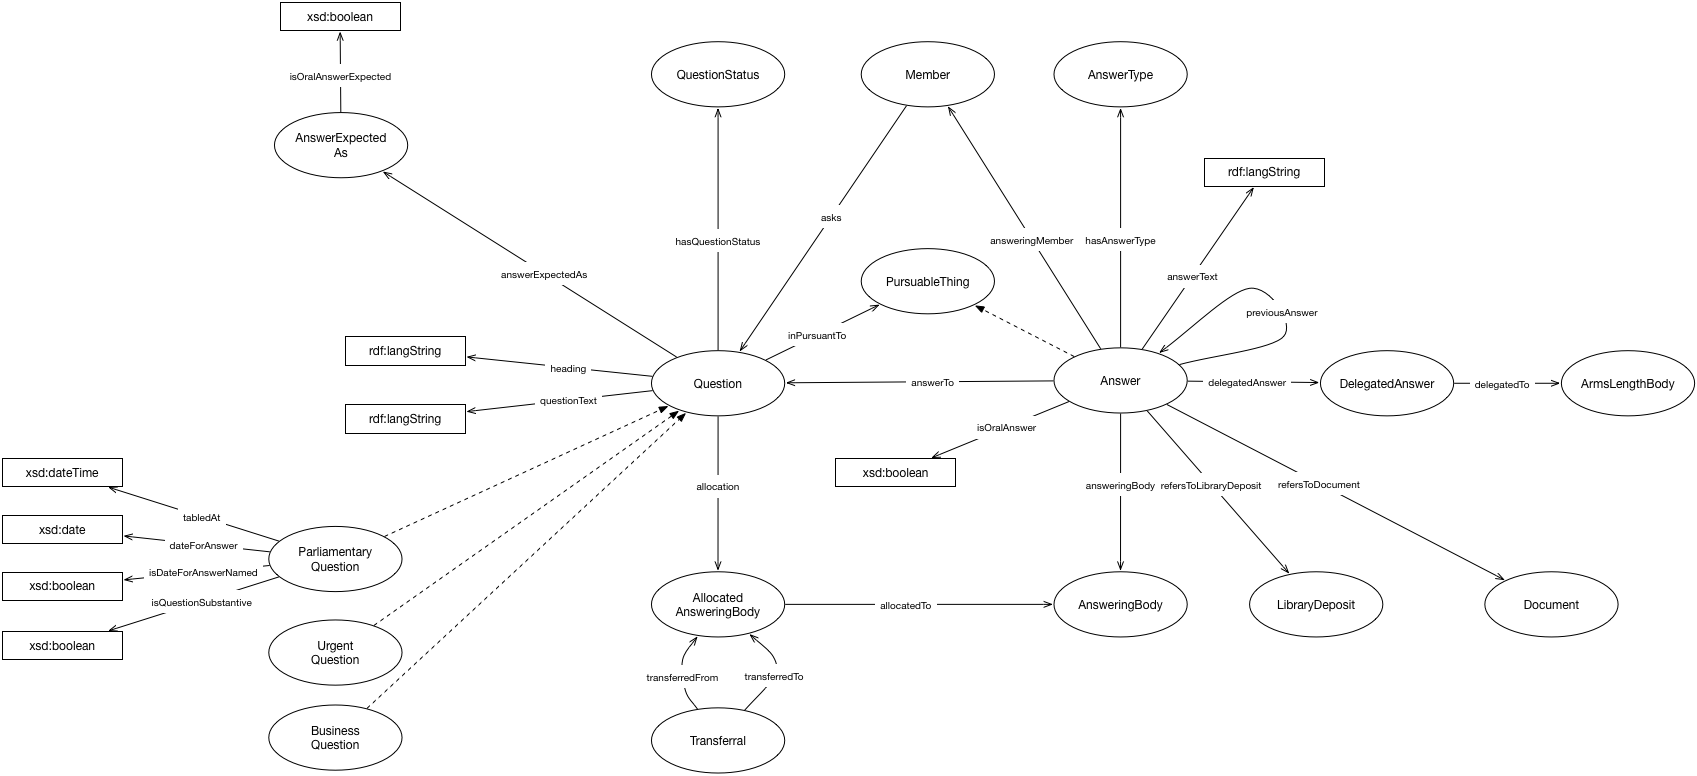 xsd:boolean
isOralAnswerExpected
QuestionStatus
Member
AnswerType
AnswerExpected
As
rdf:langString
asks
hasQuestionStatus
answeringMember
hasAnswerType
answerExpectedAs
answerText
PursuableThing
previousAnswer
inPursuantTo
rdf:langString
heading
Question
answerTo
Answer
delegatedAnswer
DelegatedAnswer
delegatedTo
ArmsLengthBody
questionText
rdf:langString
isOralAnswer
xsd:boolean
xsd:dateTime
allocation
answeringBody
refersToLibraryDeposit
refersToDocument
tabledAt
xsd:date
dateForAnswer
Parliamentary
Question
isDateForAnswerNamed
xsd:boolean
isQuestionSubstantive
xsd:boolean
Allocated
AnsweringBody
allocatedTo
AnsweringBody
LibraryDeposit
Document
Urgent
Question
transferredFrom
transferredTo
Business
Question
Transferral